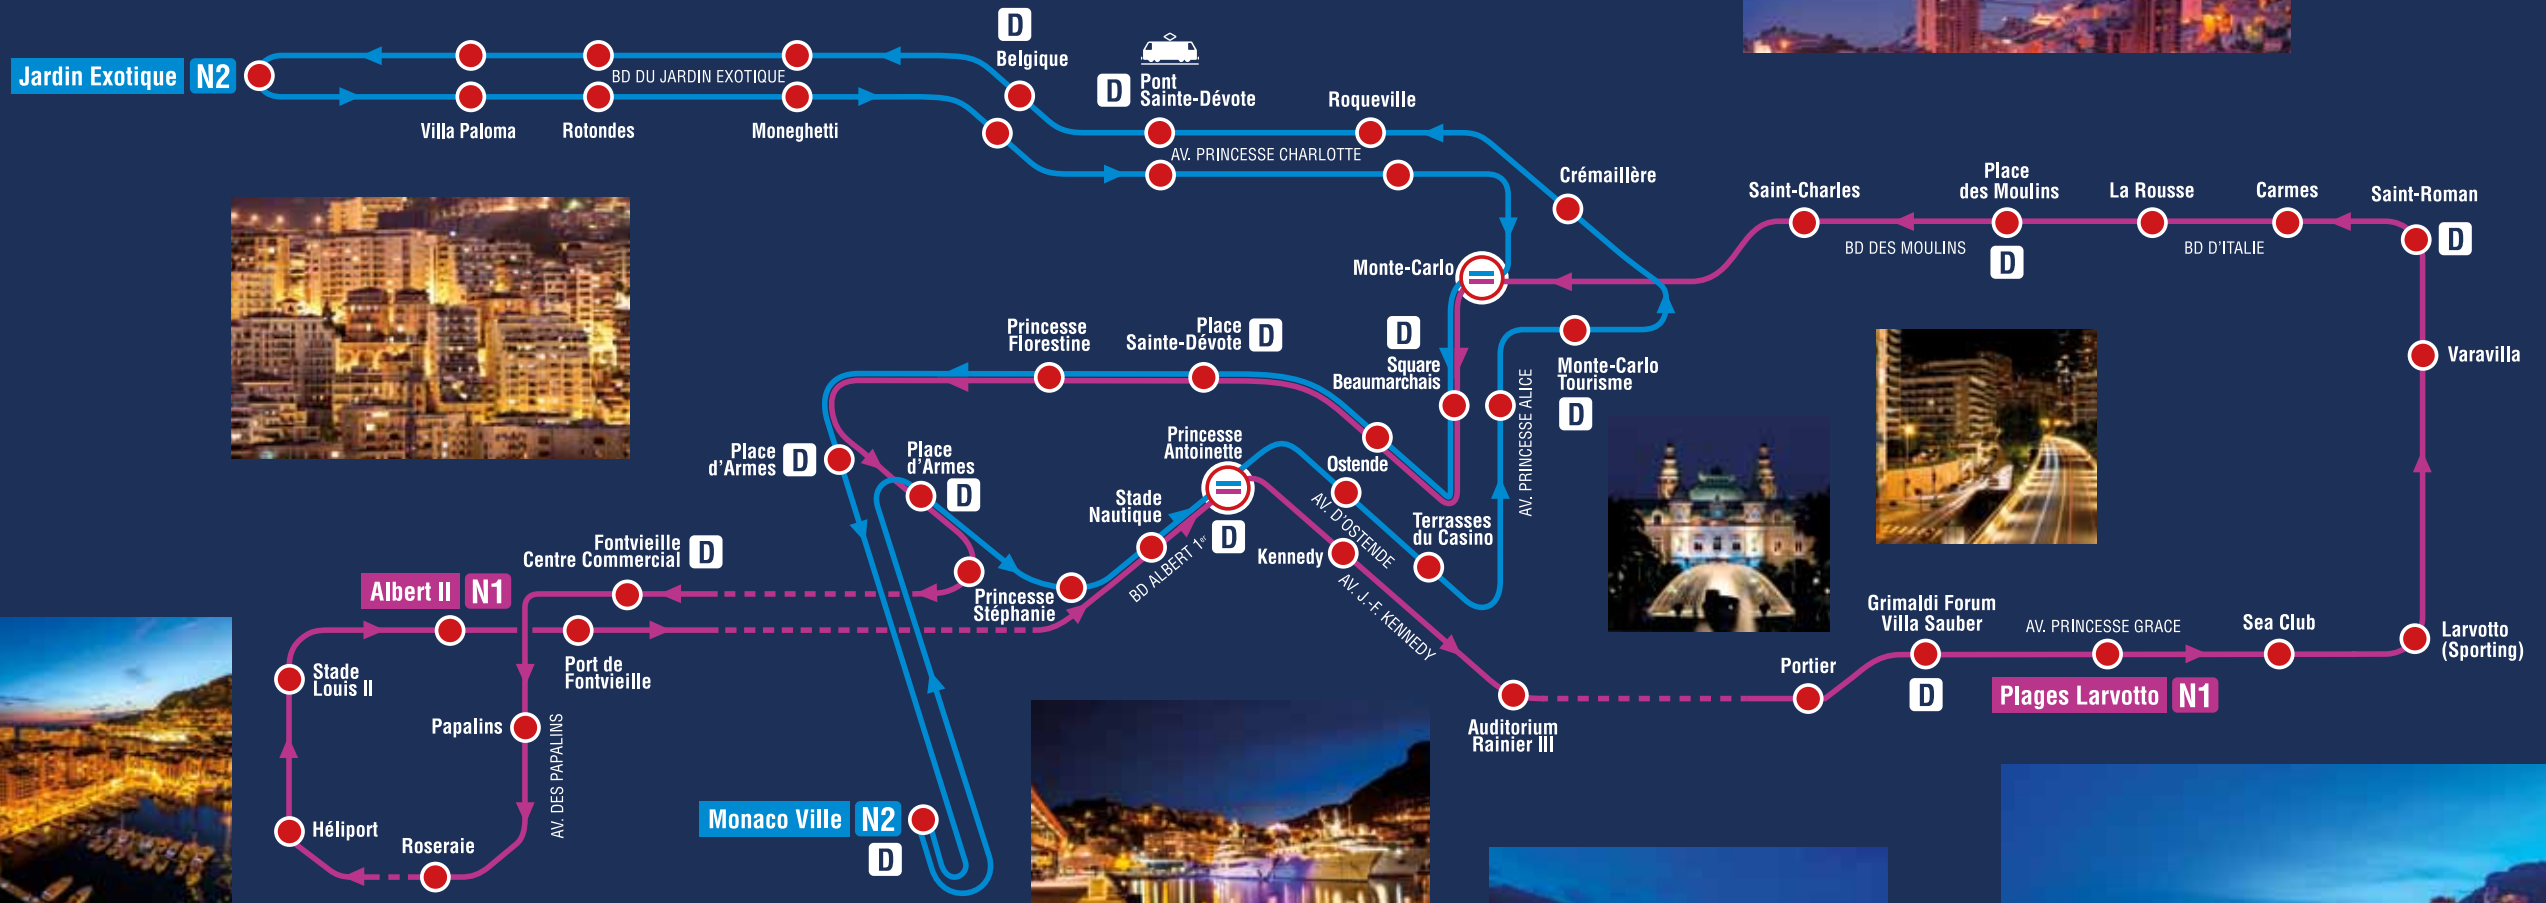 D
Belgique
Jardin Exotique N2
BD DU JARDIN EXOTIQUE
D Pont
Sainte-Dévote
Roqueville
Villa Paloma
Rotondes
Moneghetti
AV. PRINCESSE CHARLOTTE
Crémaillère
Saint-Charles
Place
des Moulins
La Rousse
Carmes
Saint-Roman
D
BD DES MOULINS
D
BD D'ITALIE
Monte-Carlo
Princesse
Florestine
Place
Sainte-Dévote D
D
Square
Beaumarchais
Monte-Carlo
Tourisme
D
AV. PRINCESSE ALICE
Varavilla
Place
d'Armes D
Place
d'Armes
D
Princesse
Antoinette
D
Ostende
Stade
Nautique
AV. D'OSTENDE
Terrasses
du Casino
BD ALBERT 1er
Kennedy
AV. J.-F. KENNEDY
Fontvieille
Centre Commercial D
Albert II N1
Princesse
Stéphanie
Grimaldi Forum
Villa Sauber
D
AV. PRINCESSE GRACE
Sea Club
Larvotto
(Sporting)
Stade
Louis II
Port de
Fontvieille
Portier
Plages Larvotto N1
Papalins
AV. DES PAPALINS
Auditorium
Rainier III
Héliport
Roseraie
Monaco Ville N2
D